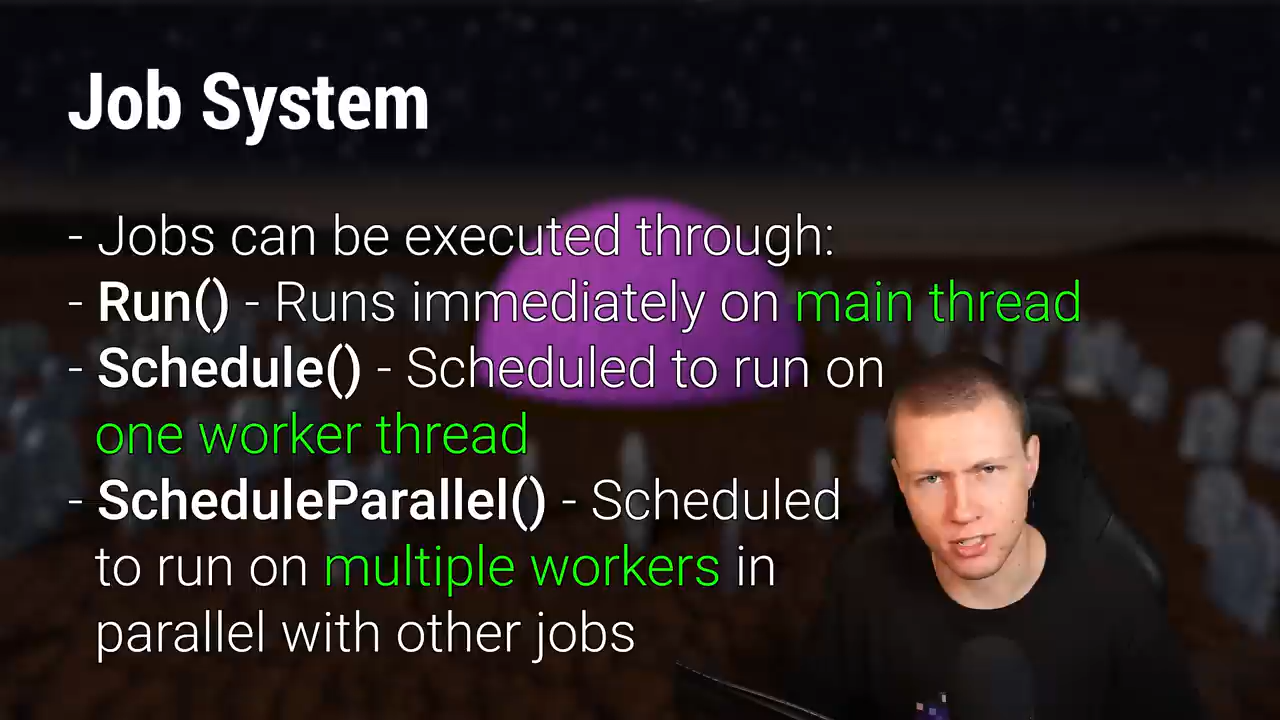 Job System
- Jobs can be executed through:
- Run() - Runs immediately on main thread
- Schedule() - Scheduled to run on
one worker thread
- ScheduleParallel() - Scheduled
to run on multiple workers in
parallel with other jobs